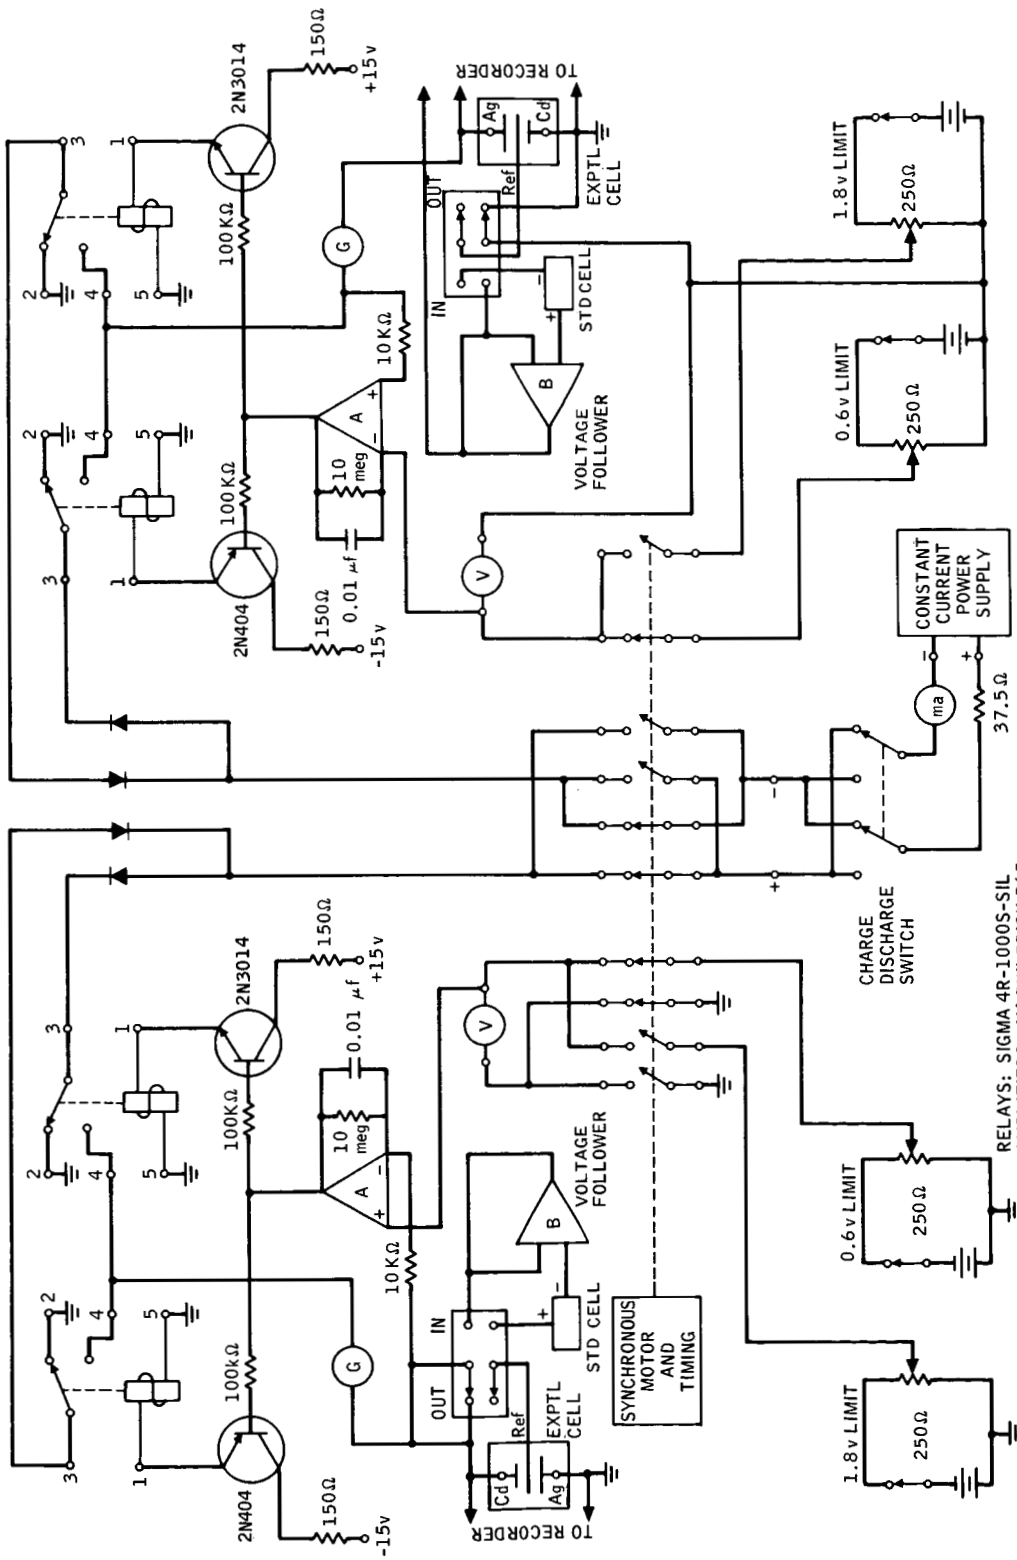 3
3
3
3
2
4
5
1
2
4
5
1
2
4
5
1
2
4
5
1
2N404
150Ω
-15v
100kΩ
100KΩ
2N3014
150Ω
+15v
2N404
150Ω
-15v
100KΩ
100KΩ
2N3014
150Ω
+15v
A
+
-
10
meg
0.01 μf
10KΩ
G
0.01 μf
10
meg
A
-
+
10KΩ
G
TO RECORDER
Cd
Ag
Ref
EXPTL
CELL
OUT
IN
+
-
STD CELL
B
VOLTAGE
FOLLOWER
V
V
VOLTAGE
FOLLOWER
B
+
-
STD CELL
IN
OUT
Ref
Ag
Cd
EXPTL
CELL
TO RECORDER
SYNCHRONOUS
MOTOR
AND
TIMING
+
-
CHARGE
DISCHARGE
SWITCH
ma
-
+
37.5Ω
CONSTANT
CURRENT
POWER
SUPPLY
1.8v LIMIT
250Ω
0.6v LIMIT
250Ω
0.6v LIMIT
250Ω
1.8v LIMIT
250Ω
RELAYS: SIGMA 4R-1000S-SIL